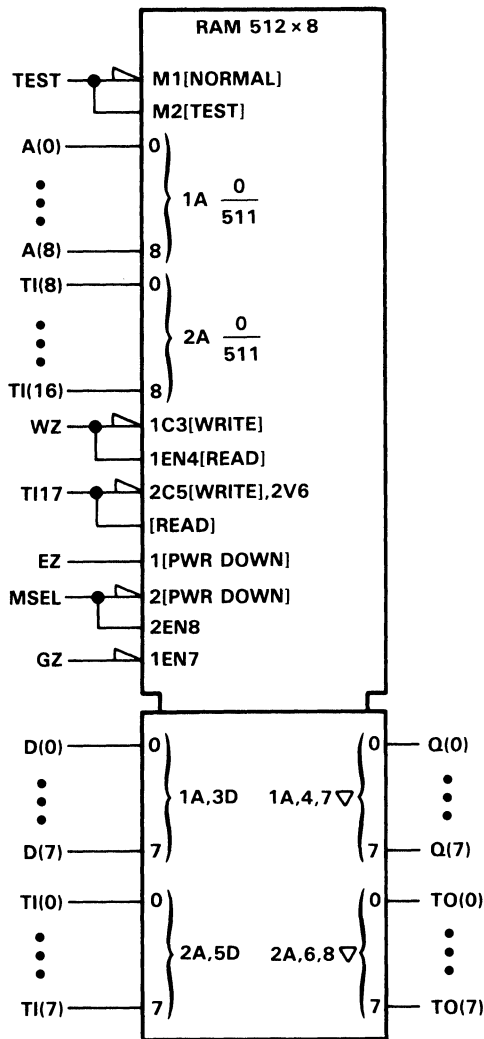 RAM 512 × 8
TEST M1[NORMAL]
M2[TEST]
A(0) 0
1A 0/511
A(8) 8
TI(8) 0
2A 0/511
TI(16) 8
WZ 1C3[WRITE]
1EN4[READ]
TI17 2C5[WRITE],2V6
[READ]
EZ 1[PWR DOWN]
MSEL 2[PWR DOWN]
2EN8
GZ 1EN7
D(0) 0 0 Q(0)
1A,3D 1A,4,7 ▽
D(7) 7 7 Q(7)
TI(0) 0 0 TO(0)
2A,5D 2A,6,8 ▽
TI(7) 7 7 TO(7)